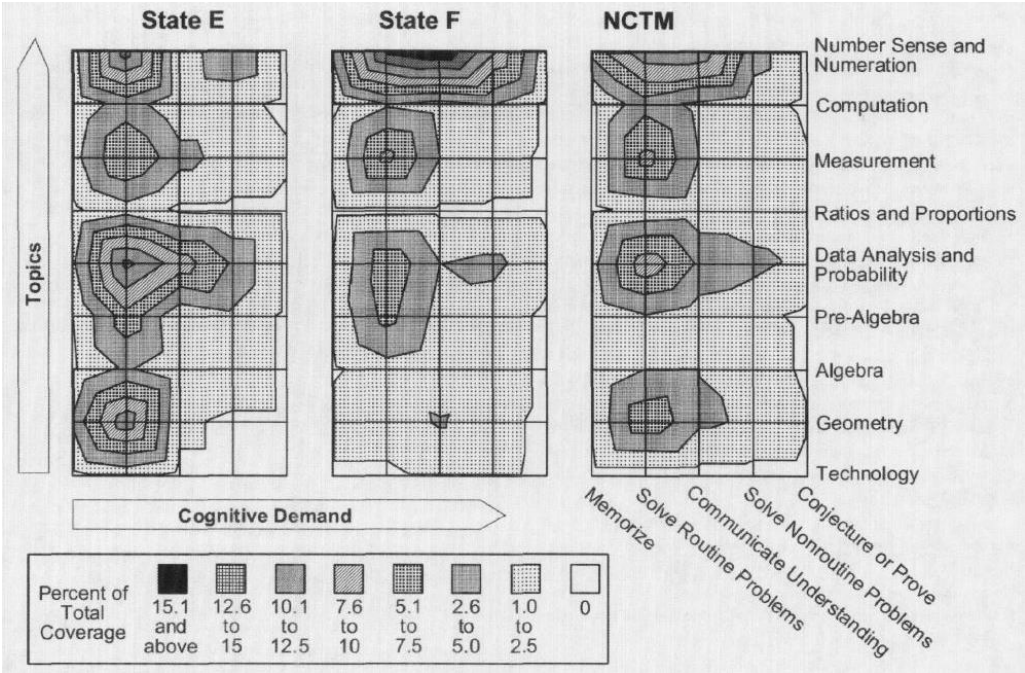 State E
State F
NCTM
Topics
Number Sense and
Numeration
Computation
Measurement
Ratios and Proportions
Data Analysis and
Probability
Pre-Algebra
Algebra
Geometry
Technology
Memorize
Solve Routine Problems
Communicate Understanding
Solve Nonroutine Problems
Conjecture or Prove
Cognitive Demand
Percent of
Total
Coverage
15.1
and
above
12.6
to
15
10.1
to
12.5
7.6
to
10
5.1
to
7.5
2.6
to
5.0
1.0
to
2.5
0